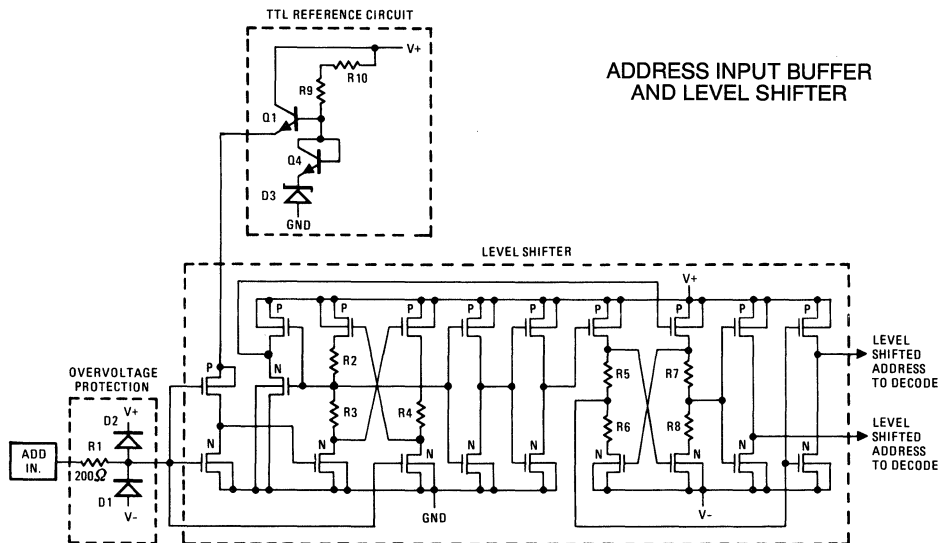 TTL REFERENCE CIRCUIT
V+
R10
R9
Q1
Q4
D3
GND
ADDRESS INPUT BUFFER
AND LEVEL SHIFTER
LEVEL SHIFTER
V+
P P P P P P P P P
R2
R5 R7
N
R3 R4
R6 R8
P
N N N N N N N N N
GND
V-
OVERVOLTAGE
PROTECTION
V+
D2
R1
200Ω
D1
V-
ADD
IN.
LEVEL
SHIFTED
ADDRESS
TO DECODE
LEVEL
SHIFTED
ADDRESS
TO DECODE